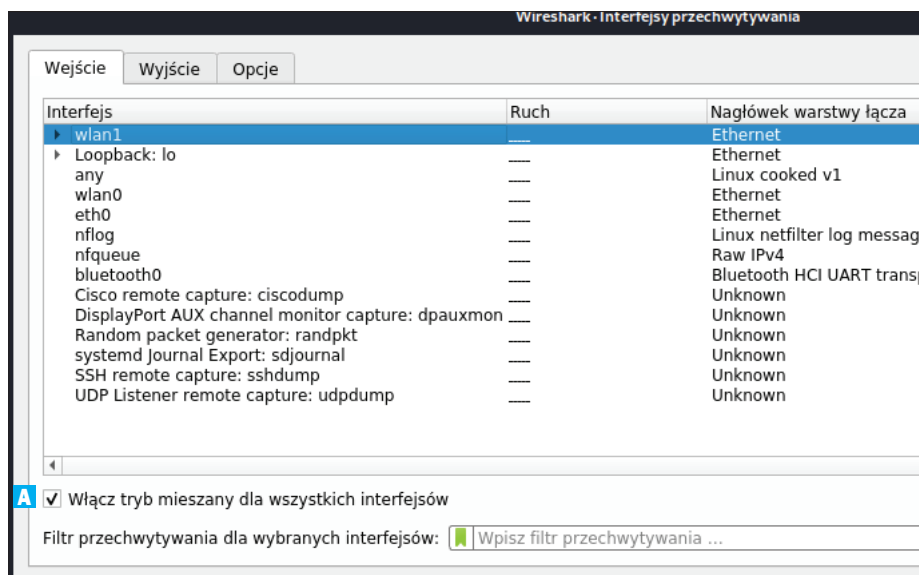 Wireshark · Interfejsy przechwytywania
Wejście Wyjście Opcje
Interfejs Ruch Nagłówek warstwy łącza
wlan1 Ethernet
Loopback: lo Ethernet
any Linux cooked v1
wlan0 Ethernet
eth0 Ethernet
nflog Linux netfilter log messag
nfqueue Raw IPv4
bluetooth0 Bluetooth HCI UART transp
Cisco remote capture: ciscodump Unknown
DisplayPort AUX channel monitor capture: dpauxmon Unknown
Random packet generator: randpkt Unknown
systemd Journal Export: sdjournal Unknown
SSH remote capture: sshdump Unknown
UDP Listener remote capture: udpdump Unknown
A Włącz tryb mieszany dla wszystkich interfejsów
Filtr przechwytywania dla wybranych interfejsów: Wpisz filtr przechwytywania ...